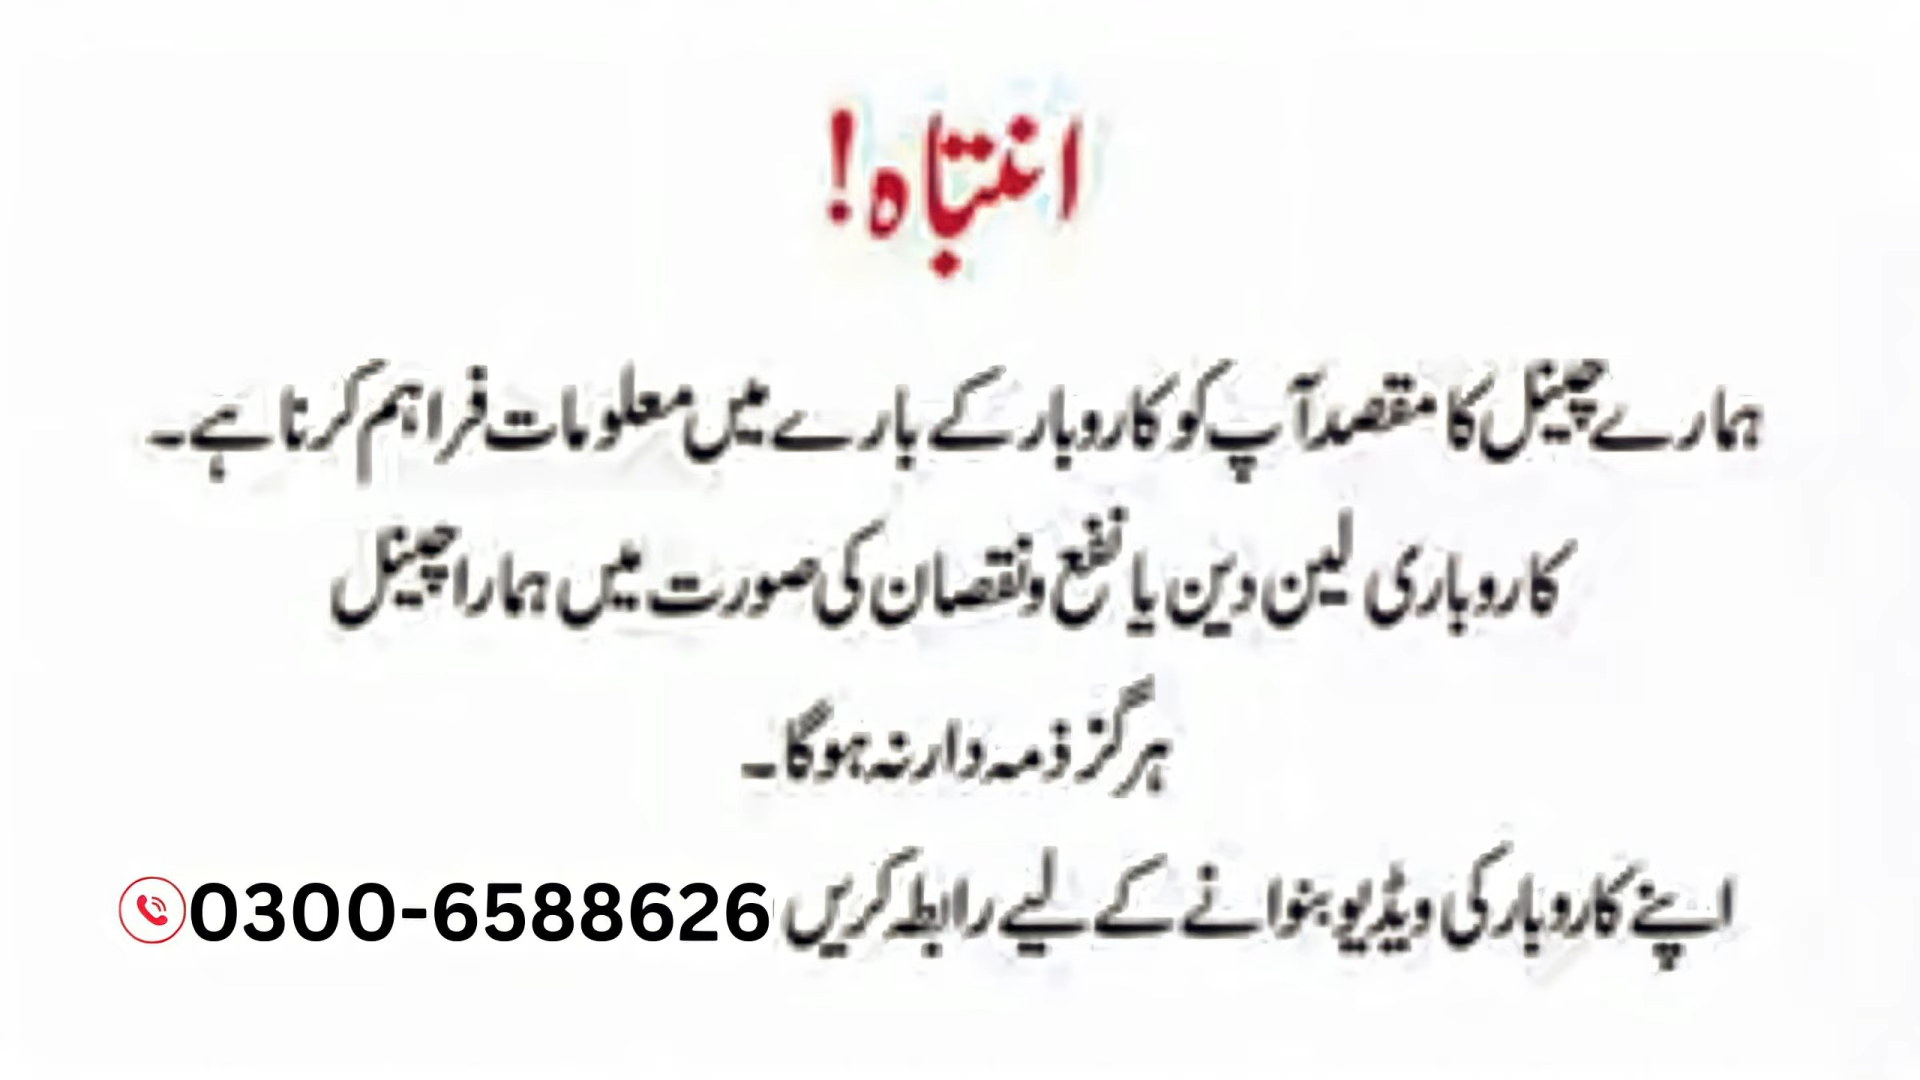 انتباہ!
ہمارے چینل کا مقصد آپ کو کاروبار کے بارے میں معلومات فراہم کرنا ہے۔
کاروباری لین دین یا نفع و نقصان کی صورت میں ہمارا چینل
ہرگز ذمہ دار نہ ہوگا۔
اپنے کاروبار کی ویڈیو بنوانے کے لیے رابطہ کریں 0300-6588626